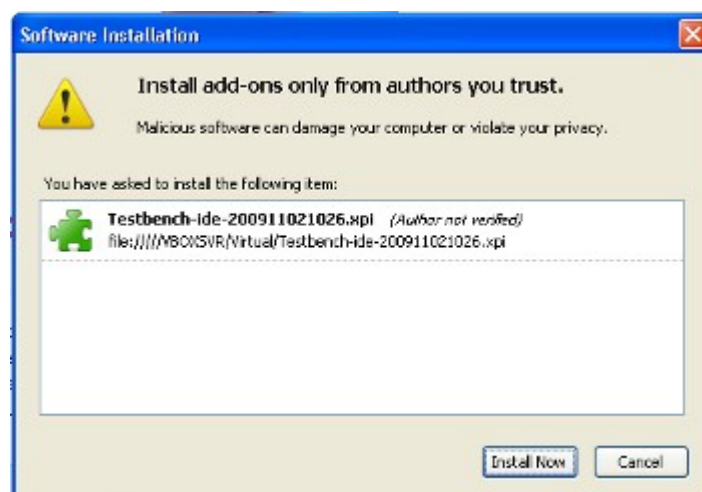 Software Installation
Install add-ons only from authors you trust.
Malicious software can damage your computer or violate your privacy.
You have asked to install the following item:
Testbench-ide-200911021026.xpi (Author not verified)
file://///VBOXSVR/Virtual/Testbench-ide-200911021026.xpi
Install Now Cancel